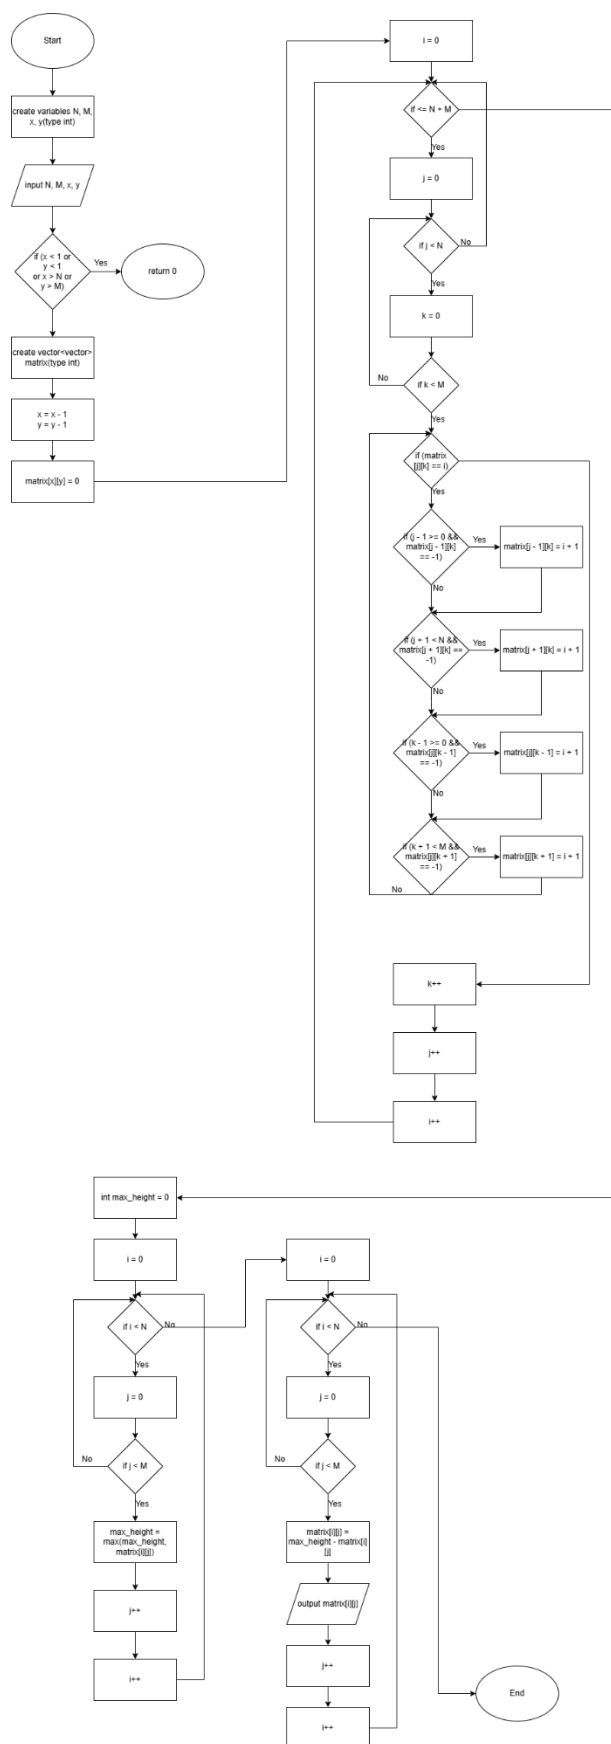 Start
create variables N, M,
x, y(type int)
input N, M, x, y
if (x < 1 or
y < 1
or x > N or
y > M)
Yes
return 0
create vector<vector>
matrix(type int)
x = x - 1
y = y - 1
matrix[x][y] = 0
i = 0
if <= N + M
Yes
j = 0
if j < N
No
Yes
k = 0
if k < M
No
Yes
if (matrix
[j][k] == i)
Yes
if (j - 1 >= 0 &&
matrix[j - 1][k]
== -1)
Yes
matrix[j - 1][k] = i + 1
No
if (j + 1 < N &&
matrix[j + 1][k] ==
-1)
Yes
matrix[j + 1][k] = i + 1
No
if (k - 1 >= 0 &&
matrix[j][k - 1]
== -1)
Yes
matrix[j][k - 1] = i + 1
No
if (k + 1 < M &&
matrix[j][k + 1]
== -1)
Yes
matrix[j][k + 1] = i + 1
No
k++
j++
i++
int max_height = 0
i = 0
if i < N
No
Yes
j = 0
if j < M
No
Yes
max_height =
max(max_height,
matrix[i][j])
j++
i++
i = 0
if i < N
No
Yes
j = 0
if j < M
No
Yes
matrix[i][j] =
max_height - matrix[i]
[j]
output matrix[i][j]
j++
i++
End